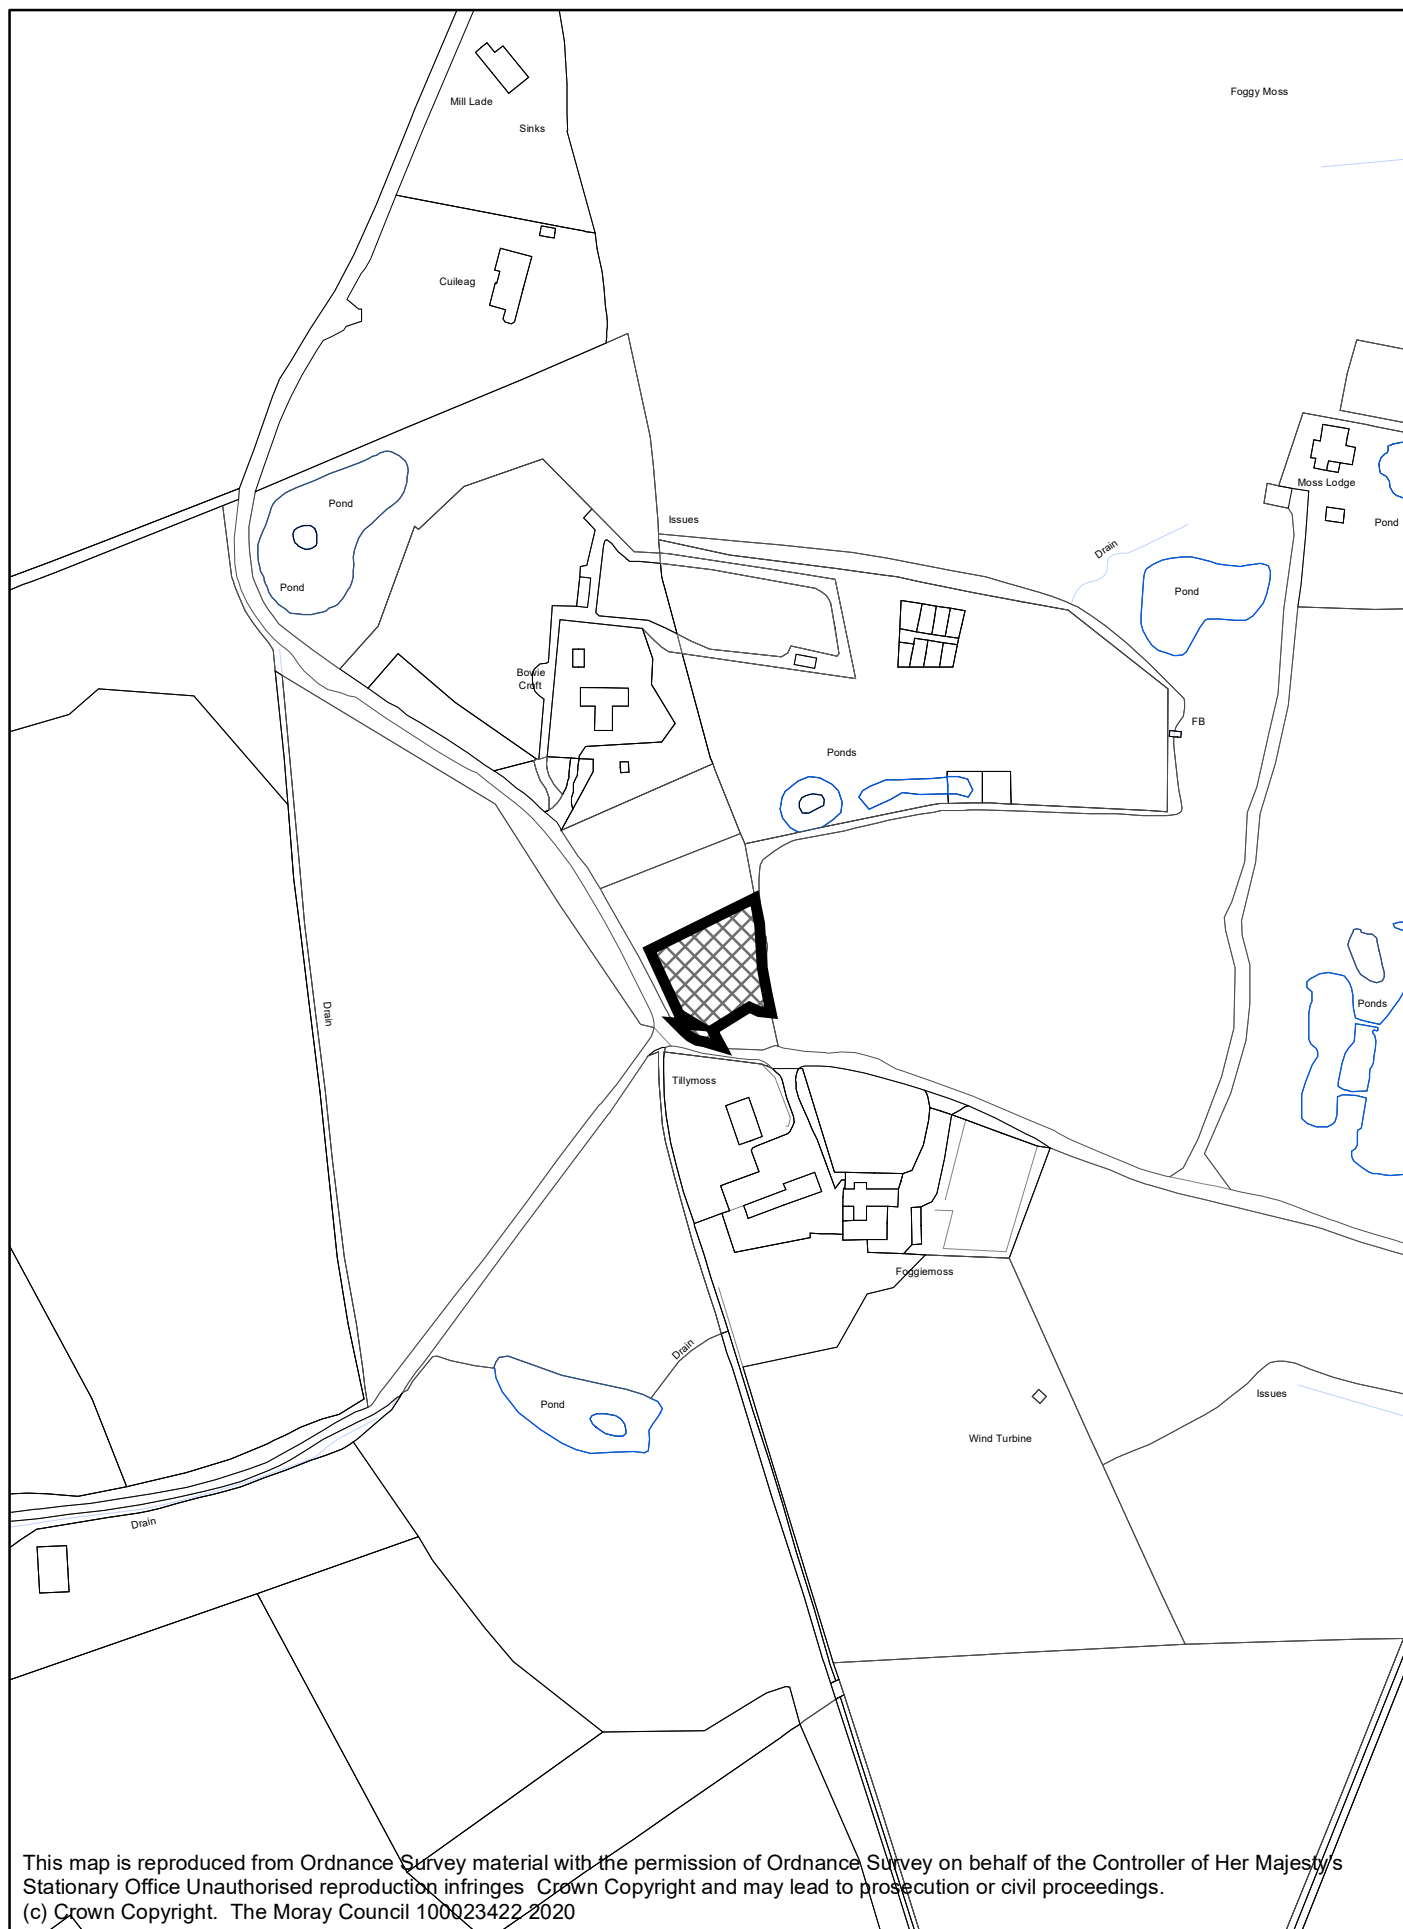 Foggy Moss
Mill Lade
Sinks
Cuileag
Moss Lodge
Pond
Pond
Issues
Drain
Pond
Pond
Bowie
Croft
FB
Ponds
Drain
Ponds
Tillymoss
Foggiemoss
Drain
Issues
Pond
Wind Turbine
Drain
This map is reproduced from Ordnance Survey material with the permission of Ordnance Survey on behalf of the Controller of Her Majesty's
Stationary Office Unauthorised reproduction infringes  Crown Copyright and may lead to prosecution or civil proceedings.
(c) Crown Copyright.  The Moray Council 100023422 2020